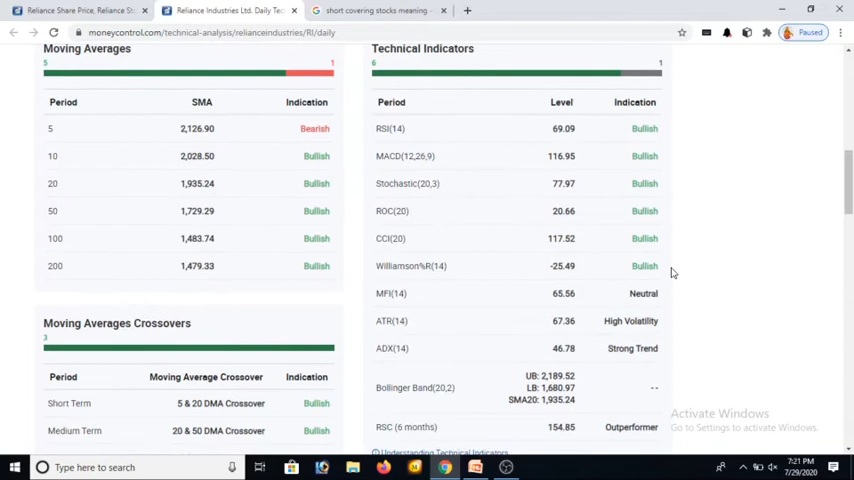 Reliance Share Price, Reliance Sto
Reliance Industries Ltd. Daily Tec
short covering stocks meaning -
moneycontrol.com/technical-analysis/relianceindustries/RI/daily
Paused
Moving Averages
5 1
Period SMA Indication
5 2,126.90 Bearish
10 2,028.50 Bullish
20 1,935.24 Bullish
50 1,729.29 Bullish
100 1,483.74 Bullish
200 1,479.33 Bullish
Moving Averages Crossovers
3
Period Moving Average Crossover Indication
Short Term 5 & 20 DMA Crossover Bullish
Medium Term 20 & 50 DMA Crossover Bullish
Technical Indicators
6 1
Period Level Indication
RSI(14) 69.09 Bullish
MACD(12,26,9) 116.95 Bullish
Stochastic(20,3) 77.97 Bullish
ROC(20) 20.66 Bullish
CCI(20) 117.52 Bullish
Williamson%R(14) -25.49 Bullish
MFI(14) 65.56 Neutral
ATR(14) 67.36 High Volatility
ADX(14) 46.78 Strong Trend
UB: 2,189.52
Bollinger Band(20,2) LB: 1,680.97 --
SMA20: 1,935.24
RSC (6 months) 154.85 Outperformer
Understanding Technical Indicators
Activate Windows
Go to Settings to activate Windows.
Type here to search
7:21 PM
7/29/2020